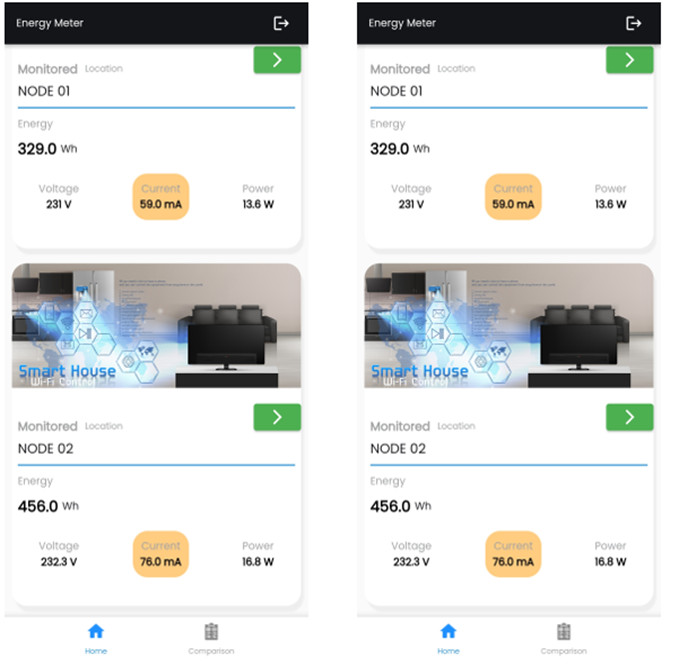 Energy Meter
Monitored Location
NODE 01
Energy
329.0 Wh
Voltage Current Power
231 V 59.0 mA 13.6 W
Smart House
Wi-Fi Control
Monitored Location
NODE 02
Energy
456.0 Wh
Voltage Current Power
232.3 V 76.0 mA 16.8 W
Home Comparison
Energy Meter
Monitored Location
NODE 01
Energy
329.0 Wh
Voltage Current Power
231 V 59.0 mA 13.6 W
Smart House
Wi-Fi Control
Monitored Location
NODE 02
Energy
456.0 Wh
Voltage Current Power
232.3 V 76.0 mA 16.8 W
Home Comparison